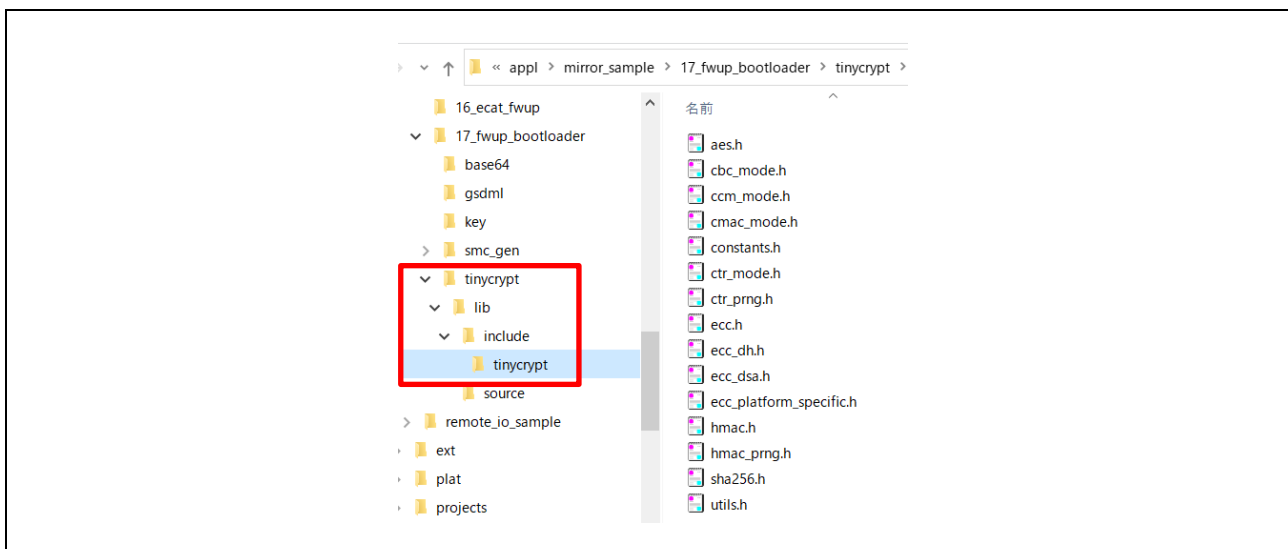 « appl > mirror_sample > 17_fwup_bootloader > tinycrypt >
16_ecat_fwup
17_fwup_bootloader
base64
gsdml
key
smc_gen
tinycrypt
lib
include
tinycrypt
source
remote_io_sample
ext
plat
projects
名前
aes.h
cbc_mode.h
ccm_mode.h
cmac_mode.h
constants.h
ctr_mode.h
ctr_prng.h
ecc.h
ecc_dh.h
ecc_dsa.h
ecc_platform_specific.h
hmac.h
hmac_prng.h
sha256.h
utils.h